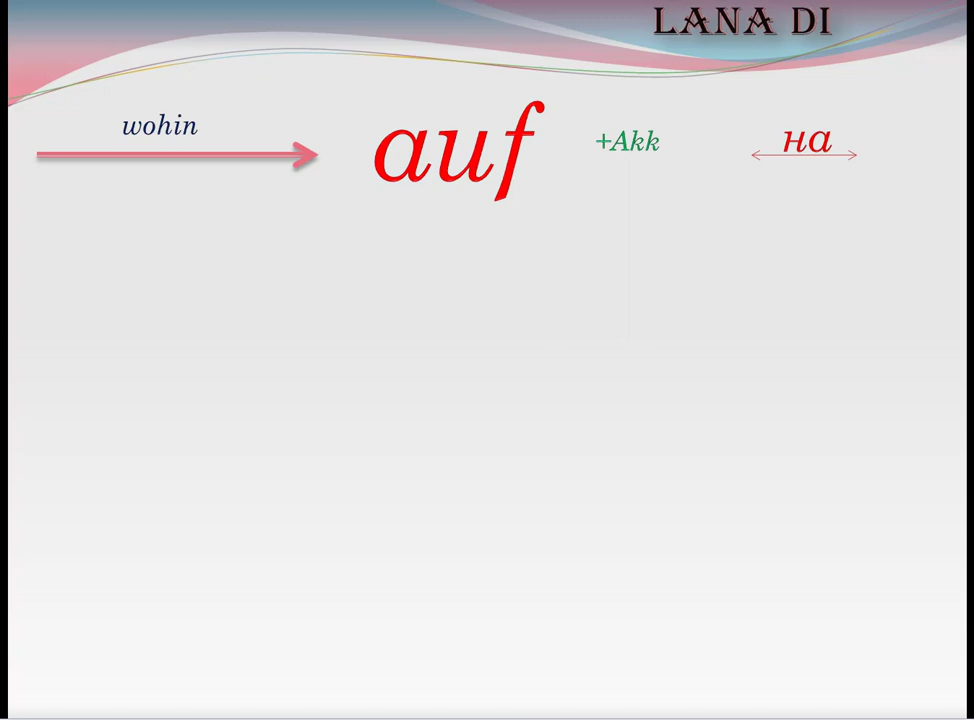 LANA DI
wohin
auf
+Akk
на